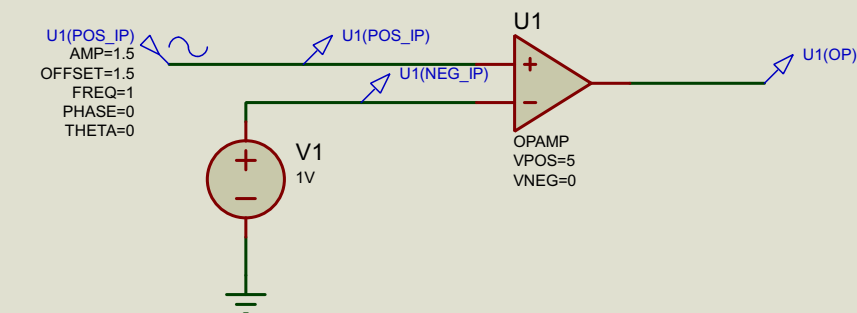 U1
U1(POS_IP)
AMP=1.5
OFFSET=1.5
FREQ=1
PHASE=0
THETA=0
U1(POS_IP)
U1(NEG_IP)
U1(OP)
+
−
OPAMP
VPOS=5
VNEG=0
V1
1V
+
−